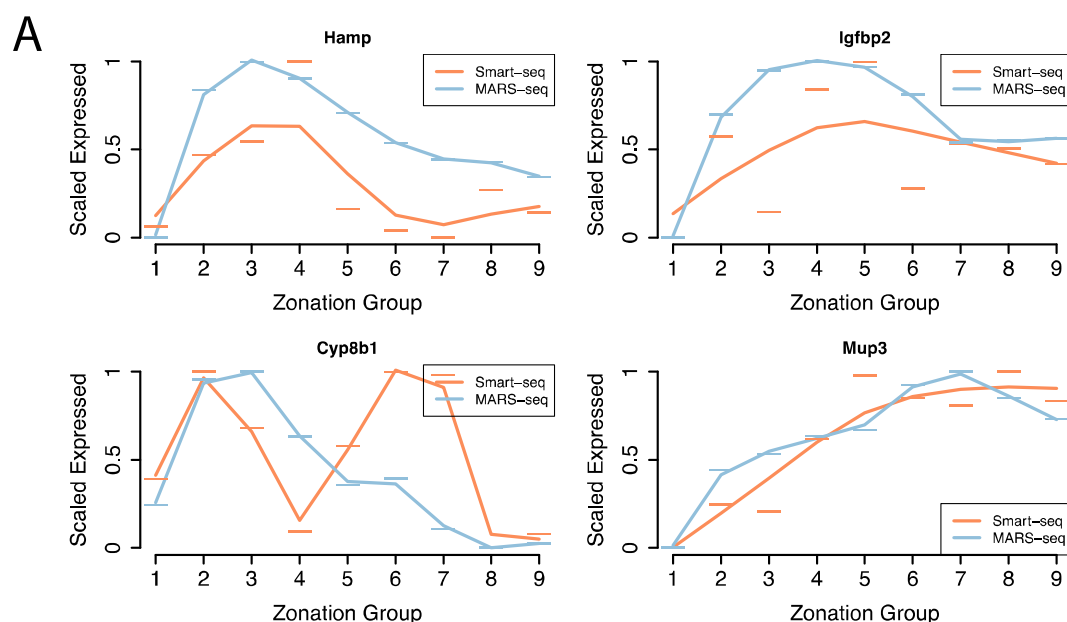 A
Hamp
Igfbp2
Scaled Expressed
1
0.5
0
Smart-seq
MARS-seq
1 2 3 4 5 6 7 8 9
Zonation Group
Scaled Expressed
1
0.5
0
Smart-seq
MARS-seq
1 2 3 4 5 6 7 8 9
Zonation Group
Cyp8b1
Mup3
Scaled Expressed
1
0.5
0
Smart-seq
MARS-seq
1 2 3 4 5 6 7 8 9
Zonation Group
Scaled Expressed
1
0.5
0
Smart-seq
MARS-seq
1 2 3 4 5 6 7 8 9
Zonation Group